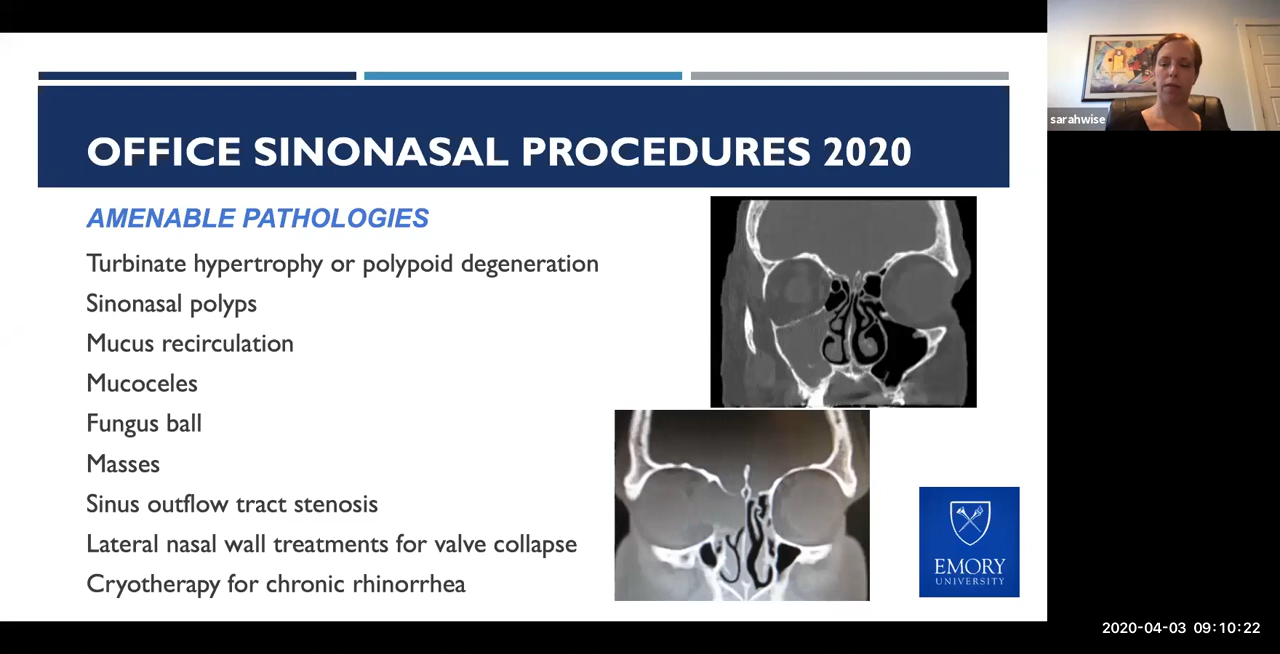 OFFICE SINONASAL PROCEDURES 2020
AMENABLE PATHOLOGIES
Turbinate hypertrophy or polypoid degeneration
Sinonasal polyps
Mucus recirculation
Mucoceles
Fungus ball
Masses
Sinus outflow tract stenosis
Lateral nasal wall treatments for valve collapse
Cryotherapy for chronic rhinorrhea
EMORY
UNIVERSITY
sarahwise
2020-04-03 09:10:22